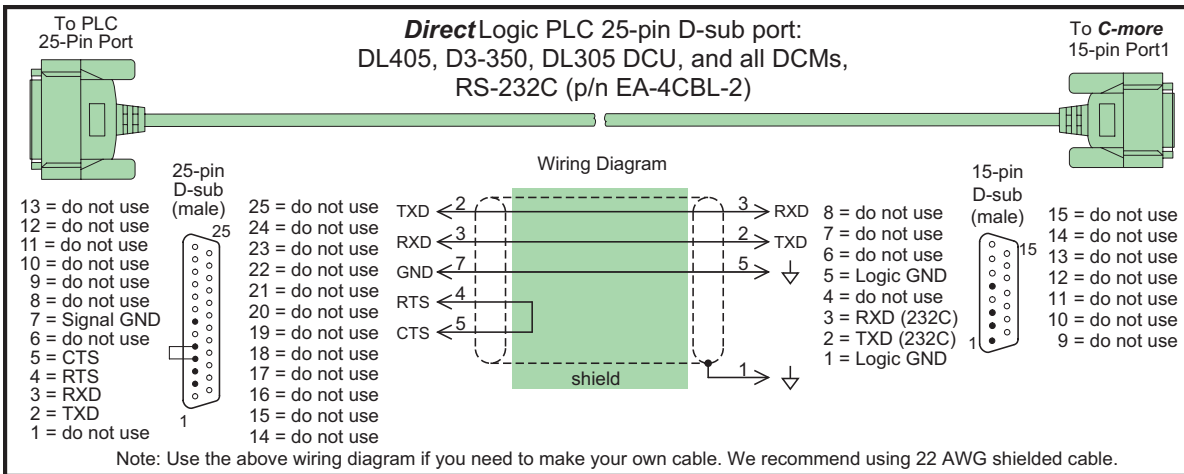 To PLC
25-Pin Port
DirectLogic PLC 25-pin D-sub port:
DL405, D3-350, DL305 DCU, and all DCMs,
RS-232C (p/n EA-4CBL-2)
To C-more
15-pin Port1
Wiring Diagram
25-pin
D-sub
(male)
25
1
13 = do not use
12 = do not use
11 = do not use
10 = do not use
9 = do not use
8 = do not use
7 = Signal GND
6 = do not use
5 = CTS
4 = RTS
3 = RXD
2 = TXD
1 = do not use
25 = do not use
24 = do not use
23 = do not use
22 = do not use
21 = do not use
20 = do not use
19 = do not use
18 = do not use
17 = do not use
16 = do not use
15 = do not use
14 = do not use
TXD 2 3 RXD
RXD 3 2 TXD
GND 7 5
RTS 4
CTS 5
1
shield
8 = do not use
7 = do not use
6 = do not use
5 = Logic GND
4 = do not use
3 = RXD (232C)
2 = TXD (232C)
1 = Logic GND
15-pin
D-sub
(male)
15
1
15 = do not use
14 = do not use
13 = do not use
12 = do not use
11 = do not use
10 = do not use
9 = do not use
Note: Use the above wiring diagram if you need to make your own cable. We recommend using 22 AWG shielded cable.